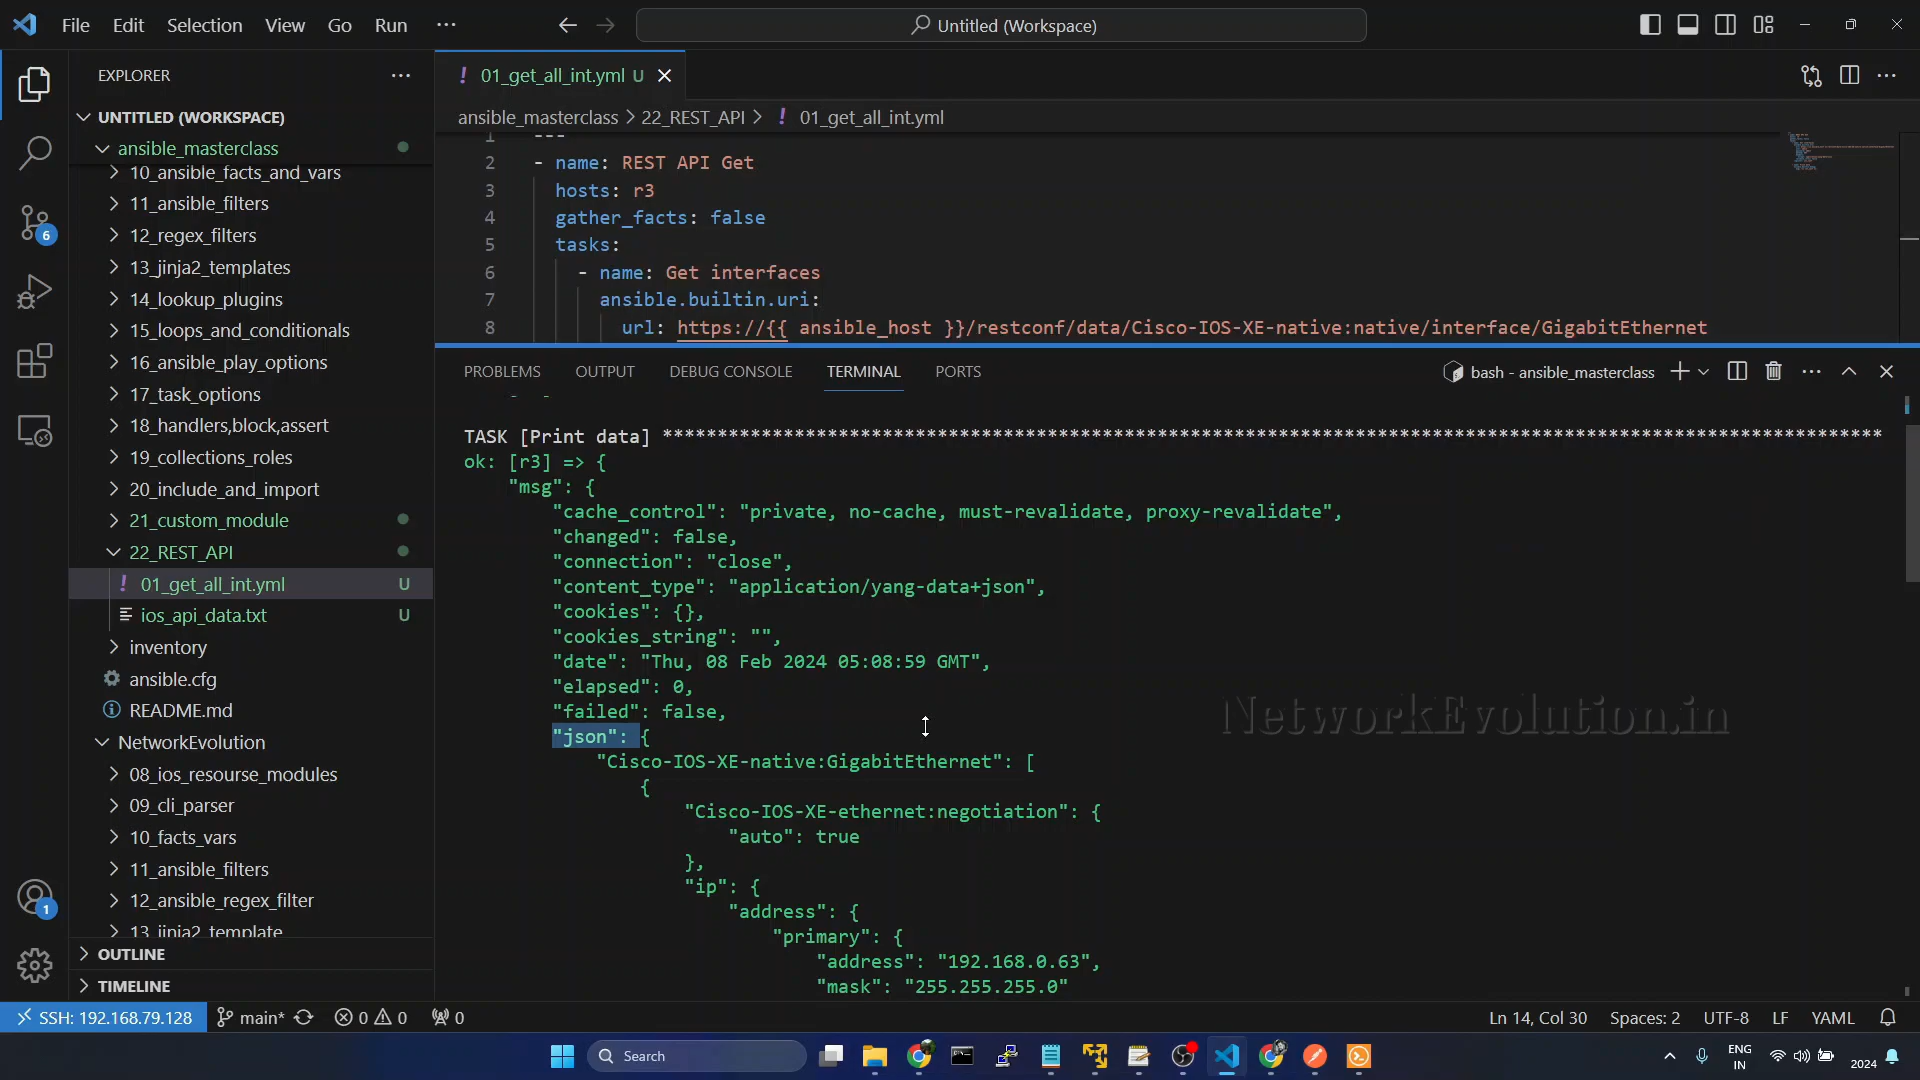 File Edit Selection View Go Run ···
Untitled (Workspace)
EXPLORER
UNTITLED (WORKSPACE)
ansible_masterclass
10_ansible_facts_and_vars
11_ansible_filters
12_regex_filters
13_jinja2_templates
14_lookup_plugins
15_loops_and_conditionals
16_ansible_play_options
17_task_options
18_handlers,block,assert
19_collections_roles
20_include_and_import
21_custom_module
22_REST_API
! 01_get_all_int.yml U
ios_api_data.txt U
inventory
ansible.cfg
README.md
NetworkEvolution
08_ios_resourse_modules
09_cli_parser
10_facts_vars
11_ansible_filters
12_ansible_regex_filter
13_jinja2_template
OUTLINE
TIMELINE
6
1
! 01_get_all_int.yml U
ansible_masterclass > 22_REST_API > ! 01_get_all_int.yml
1 ---
2 - name: REST API Get
3 hosts: r3
4 gather_facts: false
5 tasks:
6 - name: Get interfaces
7 ansible.builtin.uri:
8 url: https://{{ ansible_host }}/restconf/data/Cisco-IOS-XE-native:native/interface/GigabitEthernet
PROBLEMS OUTPUT DEBUG CONSOLE TERMINAL PORTS
bash - ansible_masterclass
TASK [Print data] ***************************************************************************************************************
ok: [r3] => {
"msg": {
"cache_control": "private, no-cache, must-revalidate, proxy-revalidate",
"changed": false,
"connection": "close",
"content_type": "application/yang-data+json",
"cookies": {},
"cookies_string": "",
"date": "Thu, 08 Feb 2024 05:08:59 GMT",
"elapsed": 0,
"failed": false,
"json": {
"Cisco-IOS-XE-native:GigabitEthernet": [
{
"Cisco-IOS-XE-ethernet:negotiation": {
"auto": true
},
"ip": {
"address": {
"primary": {
"address": "192.168.0.63",
"mask": "255.255.255.0"
NetworkEvolution.in
SSH: 192.168.79.128 main* 0 0 0
Ln 14, Col 30 Spaces: 2 UTF-8 LF YAML
Search
ENG
IN
2024